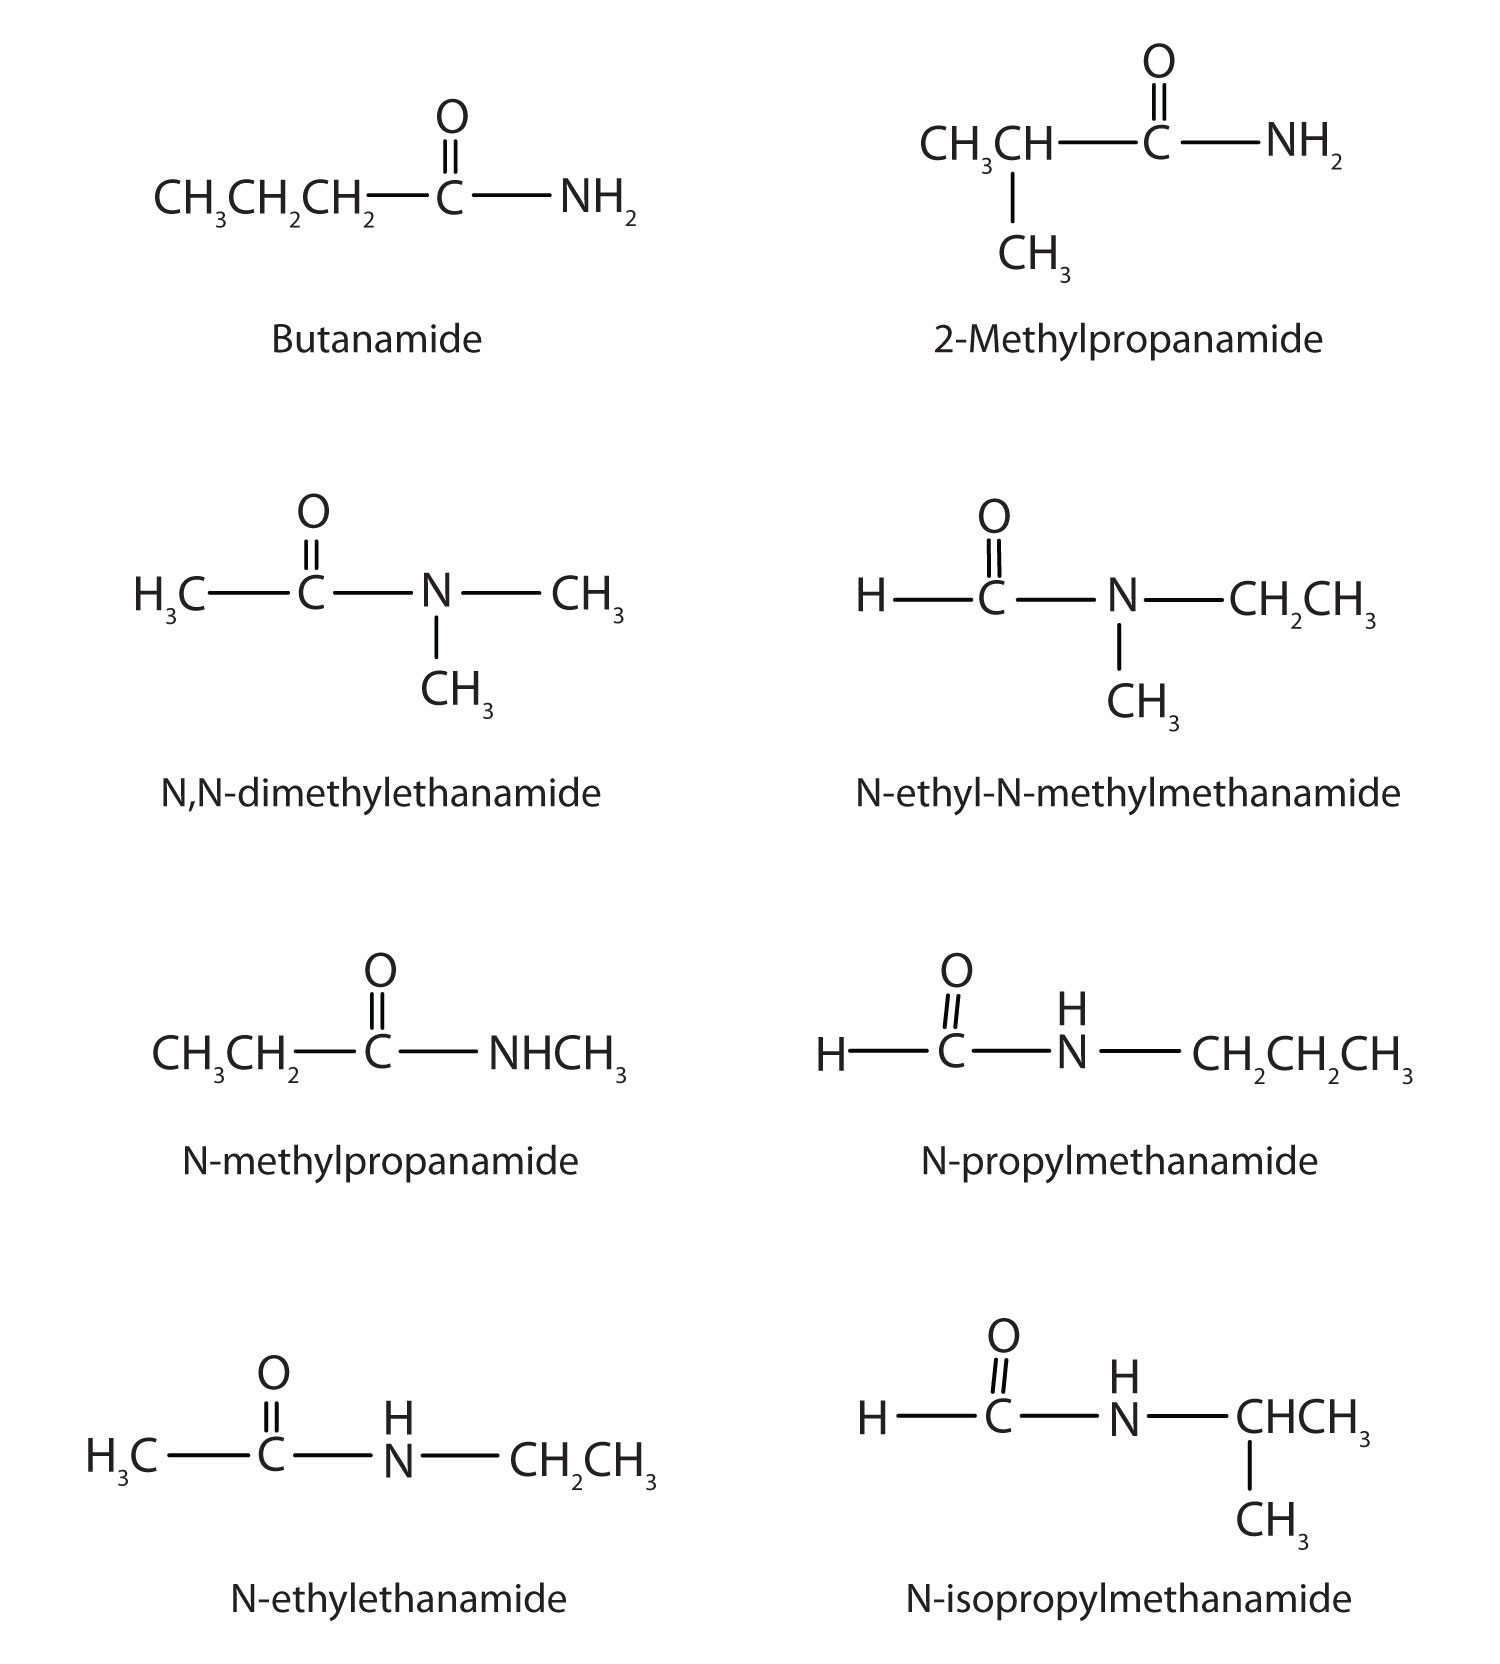 O
CH₃CH₂CH₂ C NH₂
Butanamide
O
CH₃CH C NH₂
CH₃
2-Methylpropanamide
O
H₃C C N CH₃
CH₃
N,N-dimethylethanamide
O
H C N CH₂CH₃
CH₃
N-ethyl-N-methylmethanamide
O
CH₃CH₂ C NHCH₃
N-methylpropanamide
O
H
H C N CH₂CH₂CH₃
N-propylmethanamide
O
H
H₃C C N CH₂CH₃
N-ethylethanamide
O
H
H C N CHCH₃
CH₃
N-isopropylmethanamide